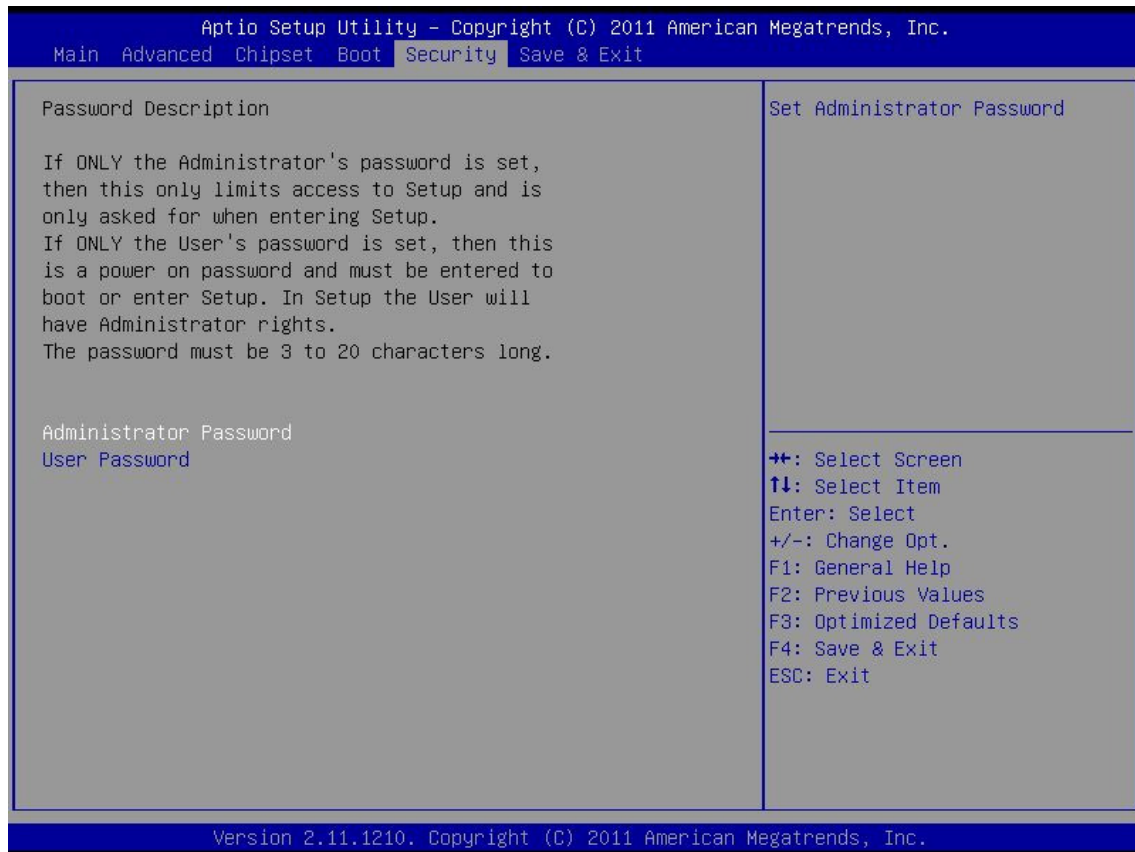 Aptio Setup Utility – Copyright (C) 2011 American Megatrends, Inc.
Main Advanced Chipset Boot Security Save & Exit
Password Description
If ONLY the Administrator's password is set,
then this only limits access to Setup and is
only asked for when entering Setup.
If ONLY the User's password is set, then this
is a power on password and must be entered to
boot or enter Setup. In Setup the User will
have Administrator rights.
The password must be 3 to 20 characters long.
Administrator Password
User Password
Set Administrator Password
→←: Select Screen
↑↓: Select Item
Enter: Select
+/-: Change Opt.
F1: General Help
F2: Previous Values
F3: Optimized Defaults
F4: Save & Exit
ESC: Exit
Version 2.11.1210. Copyright (C) 2011 American Megatrends, Inc.